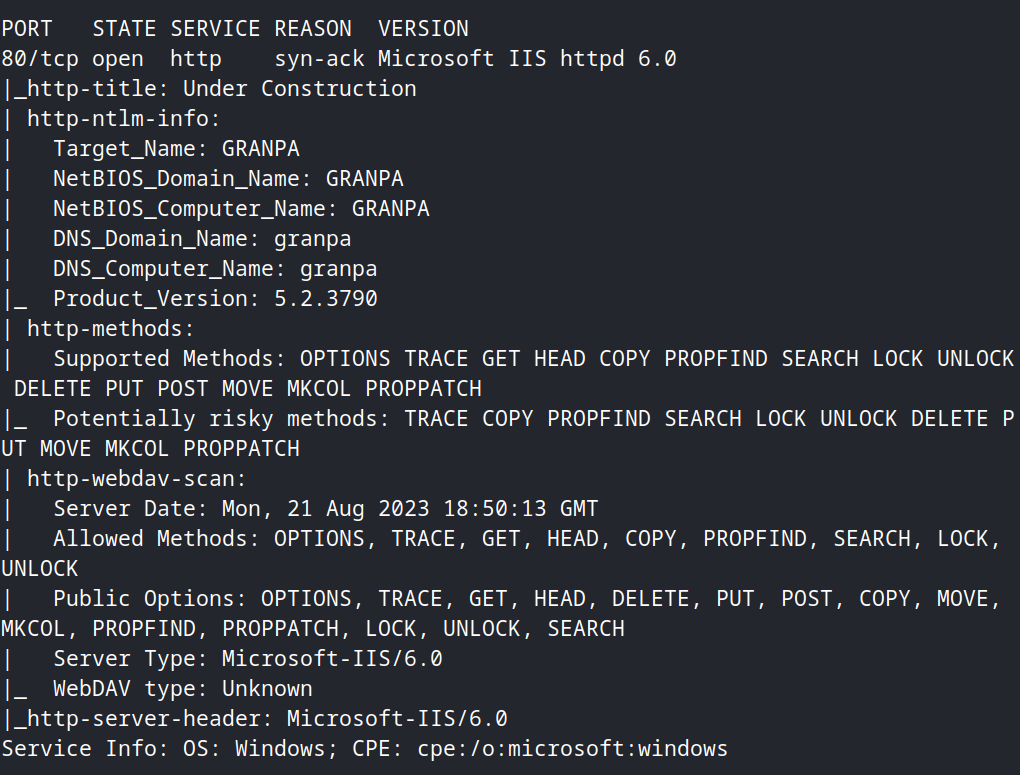 PORT   STATE SERVICE REASON  VERSION
80/tcp open  http    syn-ack Microsoft IIS httpd 6.0
|_http-title: Under Construction
| http-ntlm-info:
|   Target_Name: GRANPA
|   NetBIOS_Domain_Name: GRANPA
|   NetBIOS_Computer_Name: GRANPA
|   DNS_Domain_Name: granpa
|   DNS_Computer_Name: granpa
|_  Product_Version: 5.2.3790
| http-methods:
|   Supported Methods: OPTIONS TRACE GET HEAD COPY PROPFIND SEARCH LOCK UNLOCK
 DELETE PUT POST MOVE MKCOL PROPPATCH
|_  Potentially risky methods: TRACE COPY PROPFIND SEARCH LOCK UNLOCK DELETE P
UT MOVE MKCOL PROPPATCH
| http-webdav-scan:
|   Server Date: Mon, 21 Aug 2023 18:50:13 GMT
|   Allowed Methods: OPTIONS, TRACE, GET, HEAD, COPY, PROPFIND, SEARCH, LOCK,
UNLOCK
|   Public Options: OPTIONS, TRACE, GET, HEAD, DELETE, PUT, POST, COPY, MOVE,
MKCOL, PROPFIND, PROPPATCH, LOCK, UNLOCK, SEARCH
|   Server Type: Microsoft-IIS/6.0
|_  WebDAV type: Unknown
|_http-server-header: Microsoft-IIS/6.0
Service Info: OS: Windows; CPE: cpe:/o:microsoft:windows